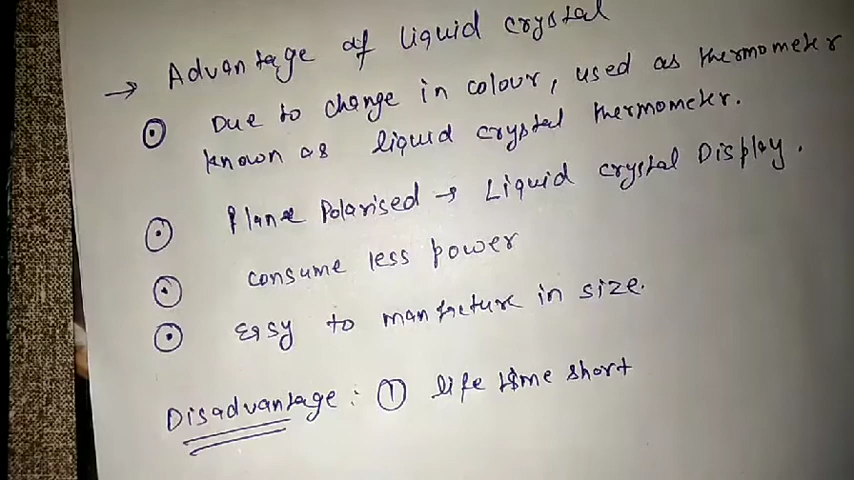 → Advantage of liquid crystal
⊙ Due to change in colour, used as thermometer
known as liquid crystal thermometer.
⊙ Plane Polarised → Liquid crystal Display.
⊙ consume less power
⊙ Easy to manfacture in size.
Disadvantage : ① life time short